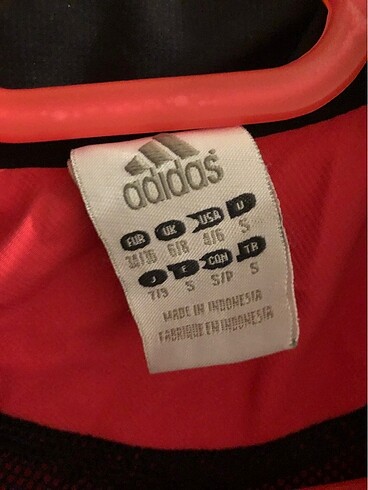 adidas
EUR UK USA D
34/36 6/8 4/6 S
J E CDN TR
7/9 S S/P S
MADE IN INDONESIA
FABRIQUE EN INDONESIE